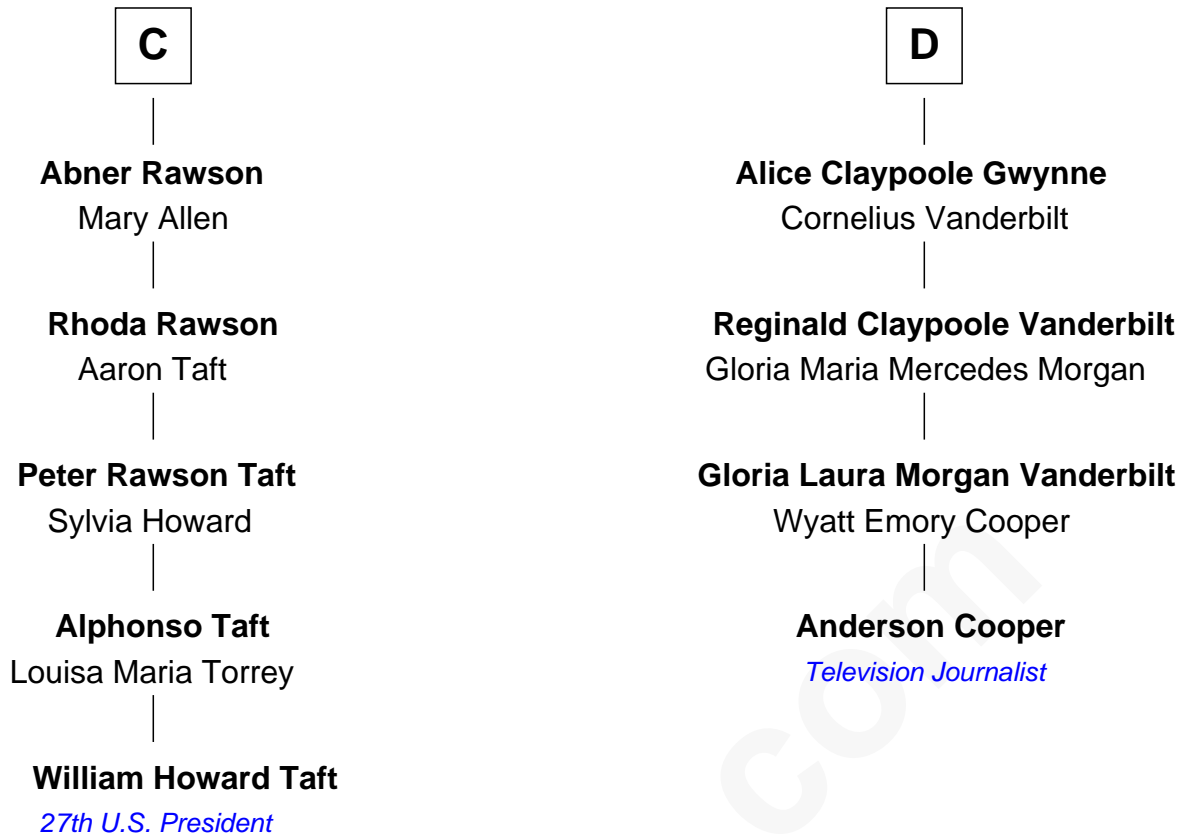 C
Abner Rawson
Mary Allen
Rhoda Rawson
Aaron Taft
Peter Rawson Taft
Sylvia Howard
Alphonso Taft
Louisa Maria Torrey
William Howard Taft
27th U.S. President
D
Alice Claypoole Gwynne
Cornelius Vanderbilt
Reginald Claypoole Vanderbilt
Gloria Maria Mercedes Morgan
Gloria Laura Morgan Vanderbilt
Wyatt Emory Cooper
Anderson Cooper
Television Journalist
com